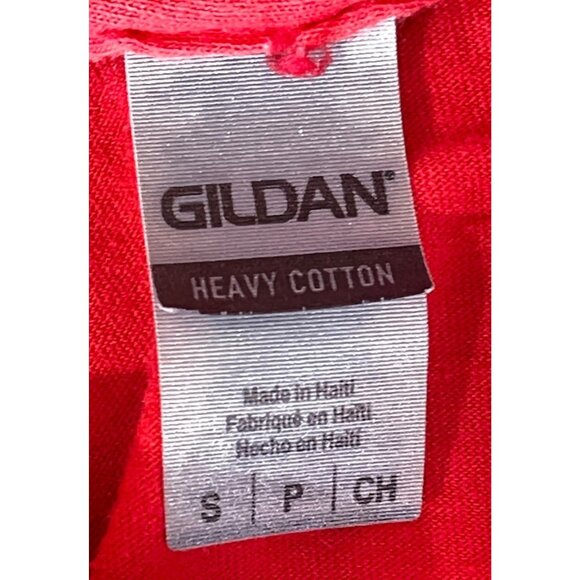 GILDAN®
HEAVY COTTON
Made in Haiti
Fabriqué en Haïti
Hecho en Haití
S | P | CH